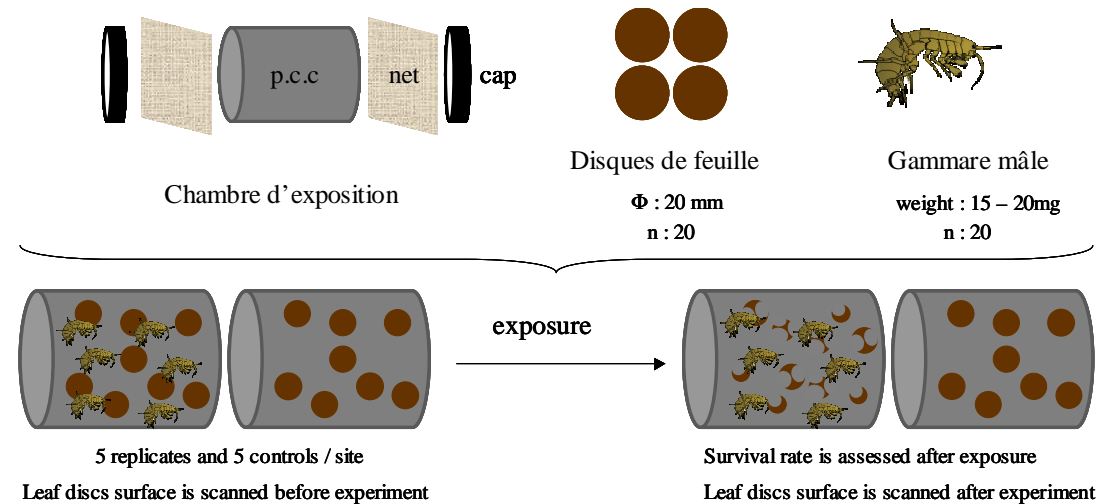 p.c.c
net
cap
Chambre d'exposition
Disques de feuille
Φ : 20 mm
n : 20
Gammare mâle
weight : 15 – 20mg
n : 20
exposure
5 replicates and 5 controls / site
Leaf discs surface is scanned before experiment
Survival rate is assessed after exposure
Leaf discs surface is scanned after experiment